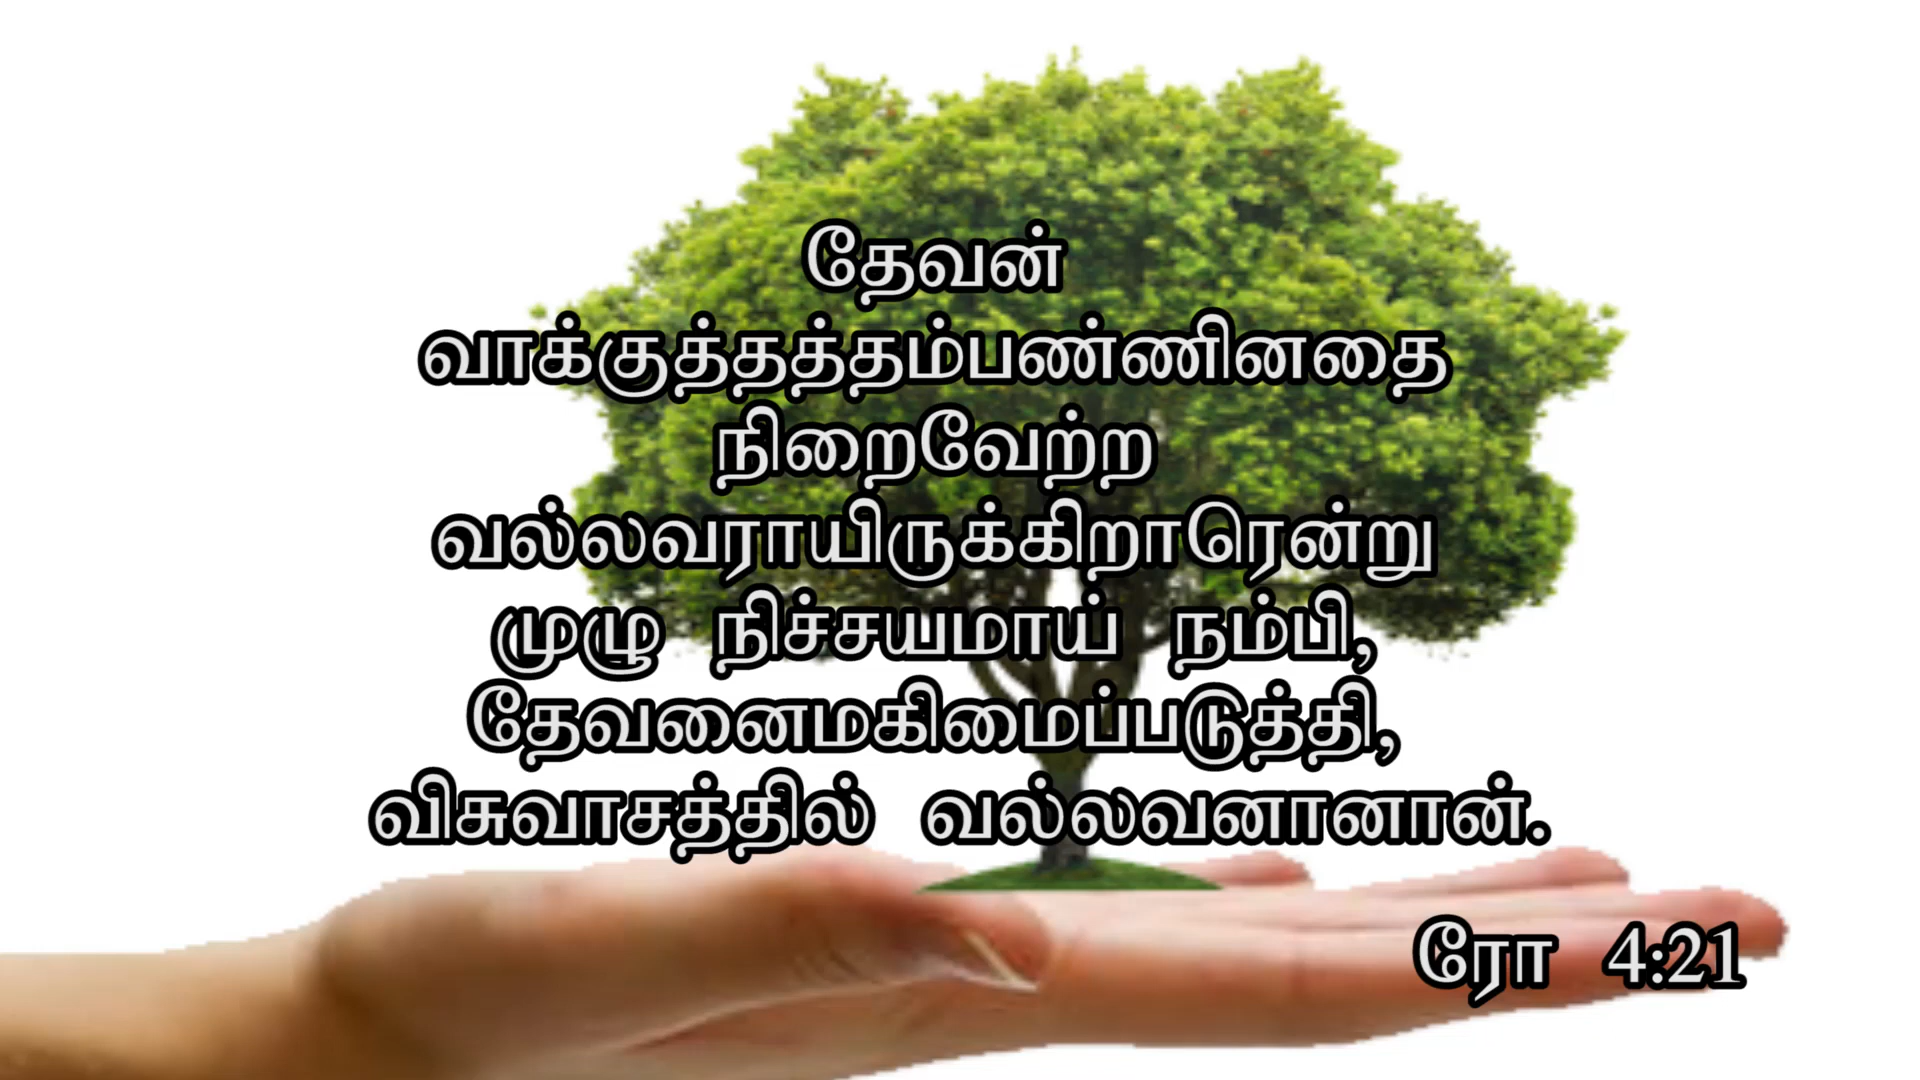 தேவன்
வாக்குத்தத்தம்பண்ணினதை
நிறைவேற்ற
வல்லவராயிருக்கிறாரென்று
முழு நிச்சயமாய் நம்பி,
தேவனைமகிமைப்படுத்தி,
விசுவாசத்தில் வல்லவனானான்.
ரோ 4:21